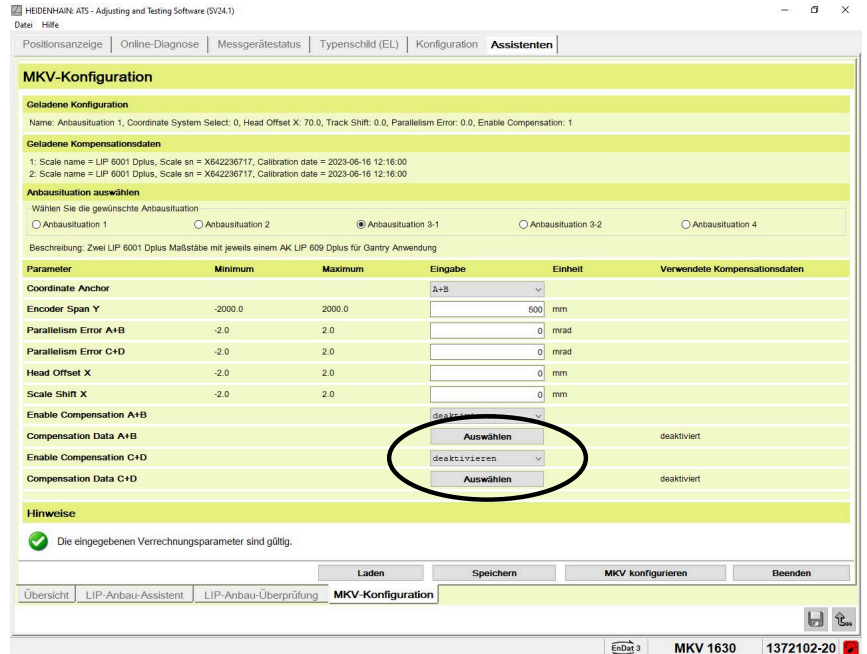 HEIDENHAIN: ATS - Adjusting and Testing Software (SV24.1)
Datei Hilfe
Positionsanzeige Online-Diagnose Messgerätestatus Typenschild (EL) Konfiguration Assistenten
MKV-Konfiguration
Geladene Konfiguration
Name: Anbausituation 1, Coordinate System Select: 0, Head Offset X: 70.0, Track Shift: 0.0, Parallelism Error: 0.0, Enable Compensation: 1
Geladene Kompensationsdaten
1: Scale name = LIP 6001 Dplus, Scale sn = X642236717, Calibration date = 2023-06-16 12:16:00
2: Scale name = LIP 6001 Dplus, Scale sn = X642236717, Calibration date = 2023-06-16 12:16:00
Anbausituation auswählen
Wählen Sie die gewünschte Anbausituation
Anbausituation 1 Anbausituation 2 Anbausituation 3-1 Anbausituation 3-2 Anbausituation 4
Beschreibung: Zwei LIP 6001 Dplus Maßstäbe mit jeweils einem AK LIP 609 Dplus für Gantry Anwendung
Parameter Minimum Maximum Eingabe Einheit Verwendete Kompensationsdaten
Coordinate Anchor A+B
Encoder Span Y -2000.0 2000.0 500 mm
Parallelism Error A+B -2.0 2.0 0 mrad
Parallelism Error C+D -2.0 2.0 0 mrad
Head Offset X -2.0 2.0 0 mm
Scale Shift X -2.0 2.0 0 mm
Enable Compensation A+B deaktivieren
Compensation Data A+B Auswählen deaktiviert
Enable Compensation C+D deaktivieren
Compensation Data C+D Auswählen deaktiviert
Hinweise
Die eingegebenen Verrechnungsparameter sind gültig.
Laden Speichern MKV konfigurieren Beenden
Übersicht LIP-Anbau-Assistent LIP-Anbau-Überprüfung MKV-Konfiguration
EnDat 3 MKV 1630 1372102-20